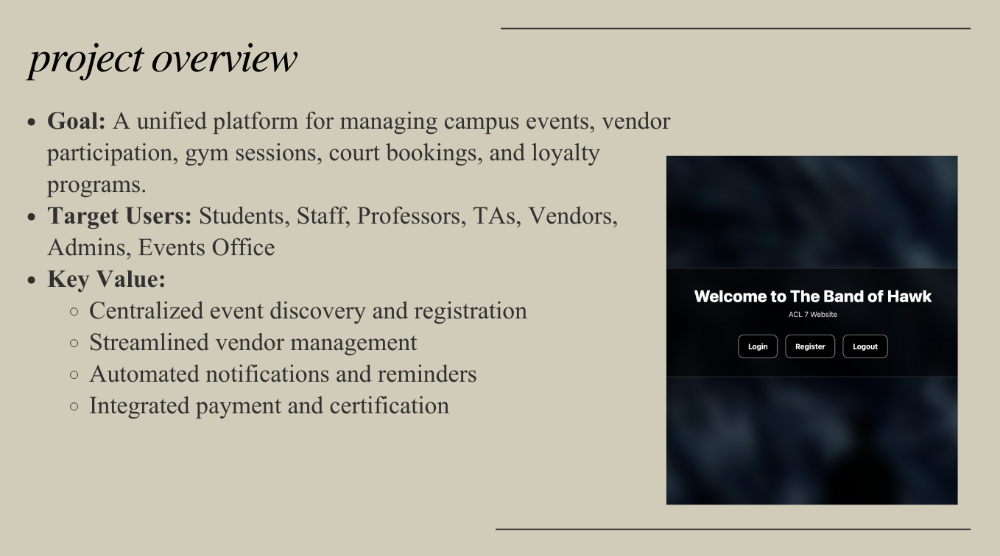 project overview
• Goal: A unified platform for managing campus events, vendor
participation, gym sessions, court bookings, and loyalty
programs.
• Target Users: Students, Staff, Professors, TAs, Vendors,
Admins, Events Office
• Key Value:
○ Centralized event discovery and registration
○ Streamlined vendor management
○ Automated notifications and reminders
○ Integrated payment and certification
Welcome to The Band of Hawk
ACL 7 Website
Login Register Logout